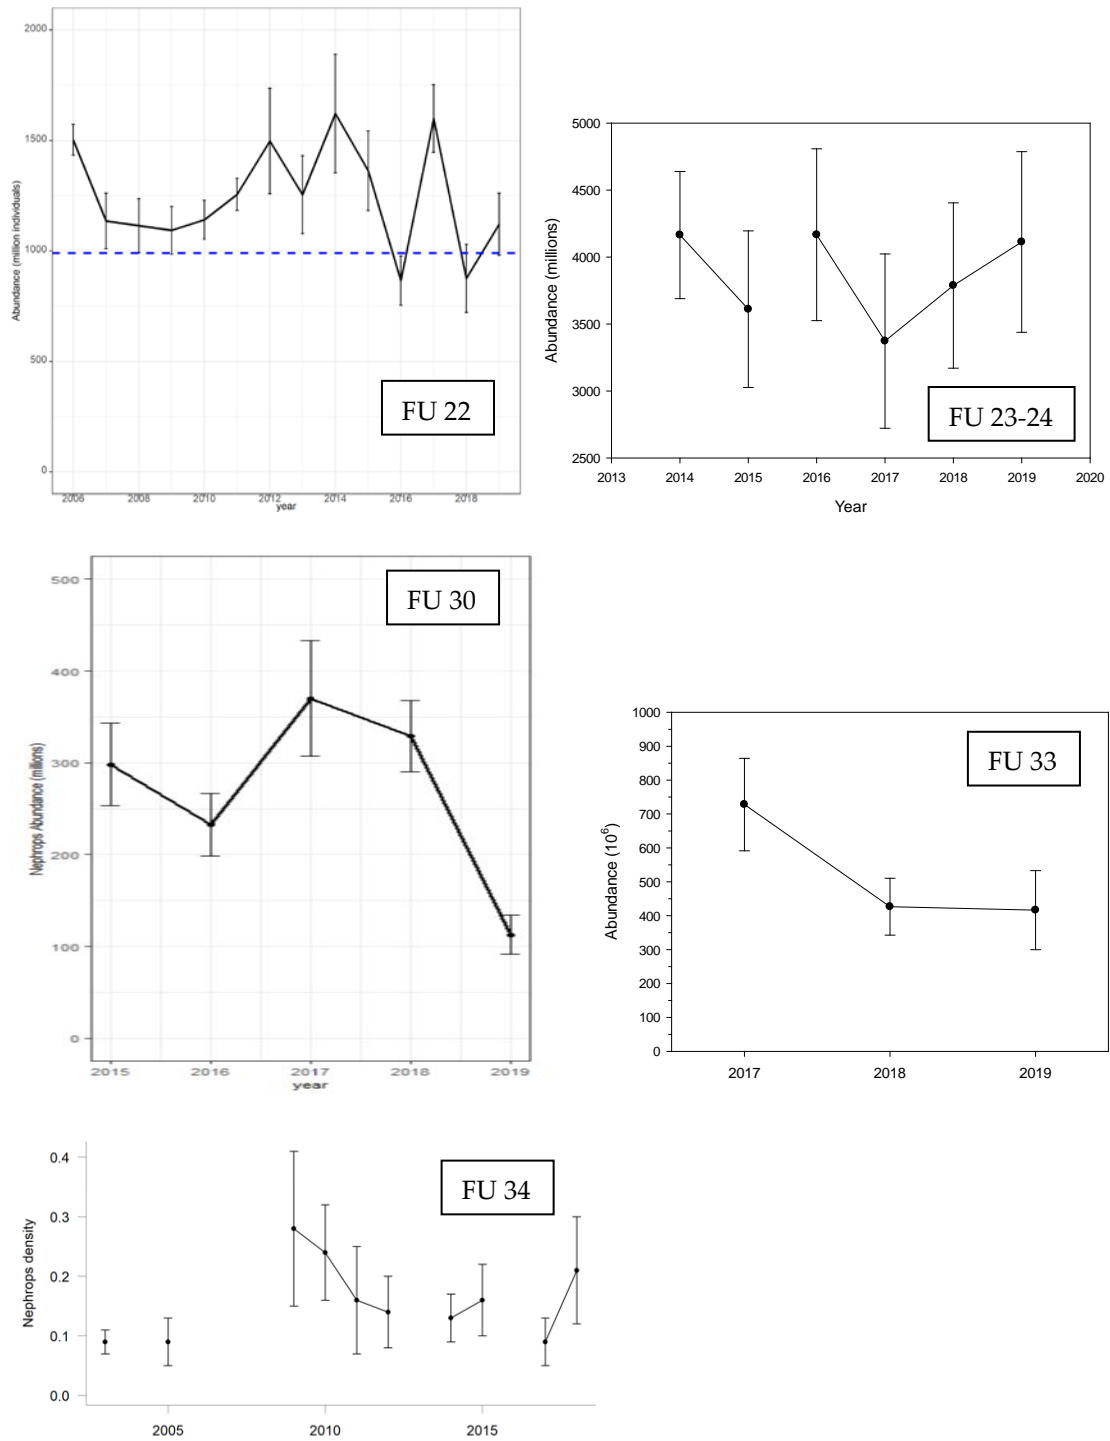 2000
1500
1000
500
0
Abundance (million individuals)
2006 2008 2010 2012 2014 2016 2018
year
FU 22
5000
4500
4000
3500
3000
2500
Abundance (millions)
2013 2014 2015 2016 2017 2018 2019 2020
Year
FU 23-24
500
400
300
200
100
0
Nephrops Abundance (millions)
2015 2016 2017 2018 2019
year
FU 30
1000
900
800
700
600
500
400
300
200
100
0
Abundance (10⁶)
2017 2018 2019
FU 33
0.4
0.3
0.2
0.1
0.0
Nephrops density
2005 2010 2015
FU 34